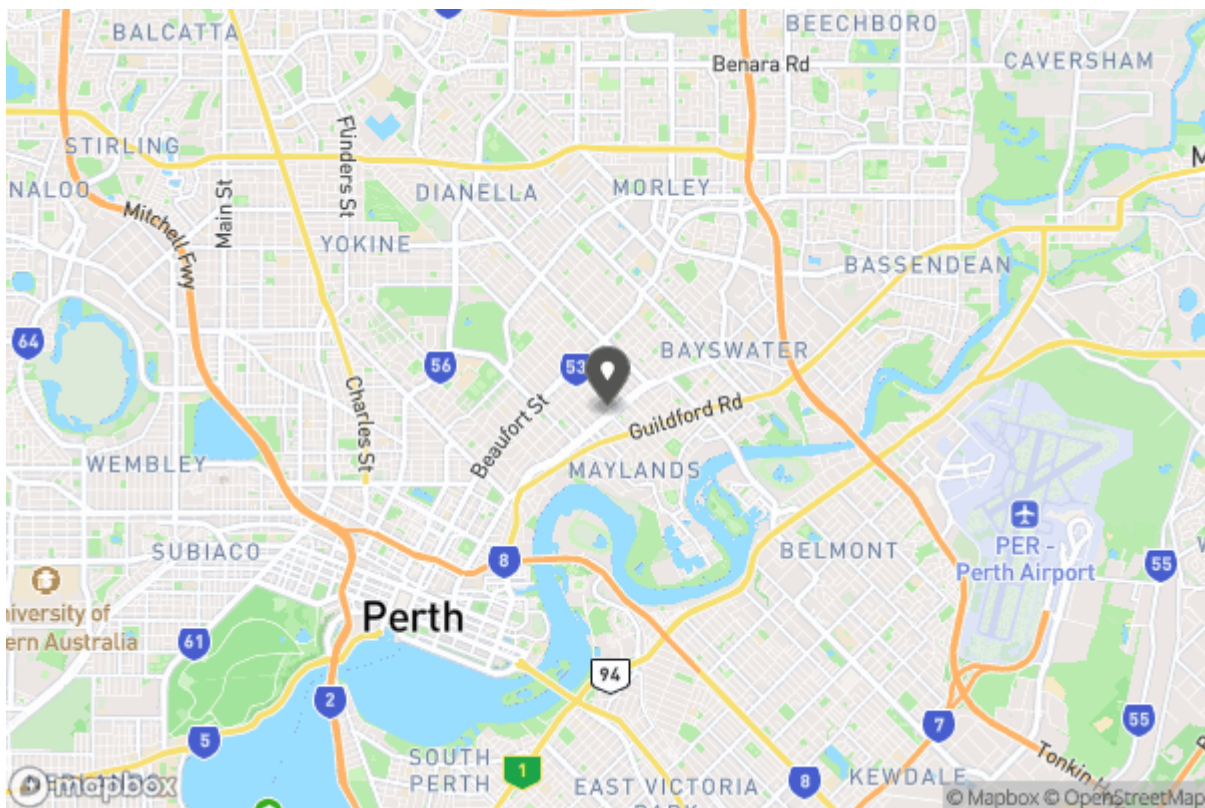 BALCATTA
BEECHBORO
Benara Rd
CAVERSHAM
STIRLING
Flinders St
M
NALOO
Main St
DIANELLA
MORLEY
Mitchell Fwy
YOKINE
BASSENDEAN
64
56
53
BAYSWATER
Charles St
Beaufort St
Guildford Rd
WEMBLEY
MAYLANDS
SUBIACO
8
BELMONT
PER -
Perth Airport
55
niversity of
ern Australia
Perth
61
94
2
5
7
55
SOUTH
PERTH
1
EAST VICTORIA
8
KEWDALE
Tonkin H
mapbox
© Mapbox © OpenStreetMap